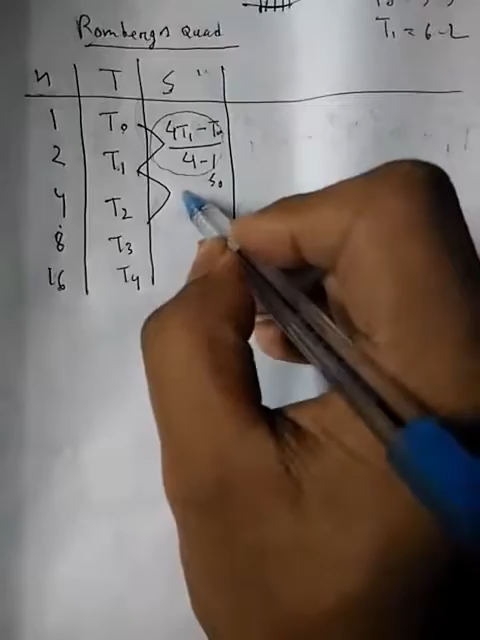 Rombergs Quad
T₁ = 6-2
n T S
1 T₀ 4T₁-T₀
2 T₁ 4-1
S₀
4 T₂
8 T₃
16 T₄